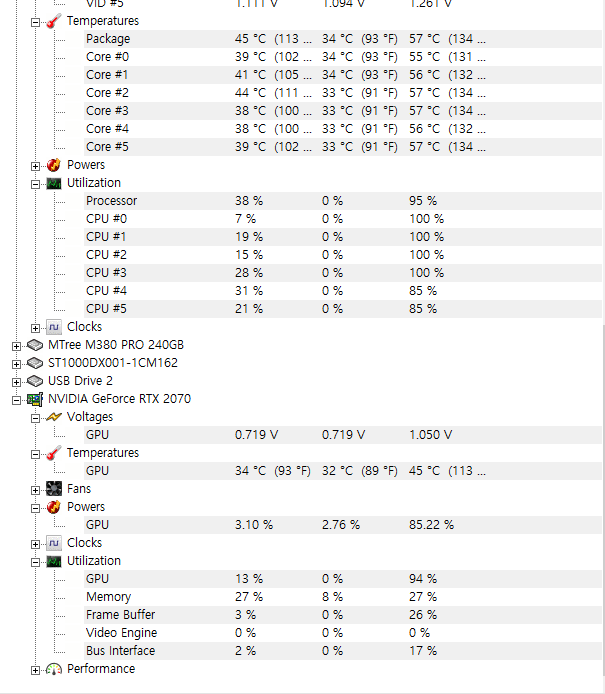 VID #5 1.111 V 1.094 V 1.261 V
Temperatures
Package 45 °C (113 ... 34 °C (93 °F) 57 °C (134 ...
Core #0 39 °C (102 ... 34 °C (93 °F) 55 °C (131 ...
Core #1 41 °C (105 ... 34 °C (93 °F) 56 °C (132 ...
Core #2 44 °C (111 ... 33 °C (91 °F) 57 °C (134 ...
Core #3 38 °C (100 ... 33 °C (91 °F) 57 °C (134 ...
Core #4 38 °C (100 ... 33 °C (91 °F) 56 °C (132 ...
Core #5 39 °C (102 ... 33 °C (91 °F) 57 °C (134 ...
Powers
Utilization
Processor 38 % 0 % 95 %
CPU #0 7 % 0 % 100 %
CPU #1 19 % 0 % 100 %
CPU #2 15 % 0 % 100 %
CPU #3 28 % 0 % 100 %
CPU #4 31 % 0 % 85 %
CPU #5 21 % 0 % 85 %
Clocks
MTree M380 PRO 240GB
ST1000DX001-1CM162
USB Drive 2
NVIDIA GeForce RTX 2070
Voltages
GPU 0.719 V 0.719 V 1.050 V
Temperatures
GPU 34 °C (93 °F) 32 °C (89 °F) 45 °C (113 ...
Fans
Powers
GPU 3.10 % 2.76 % 85.22 %
Clocks
Utilization
GPU 13 % 0 % 94 %
Memory 27 % 8 % 27 %
Frame Buffer 3 % 0 % 26 %
Video Engine 0 % 0 % 0 %
Bus Interface 2 % 0 % 17 %
Performance